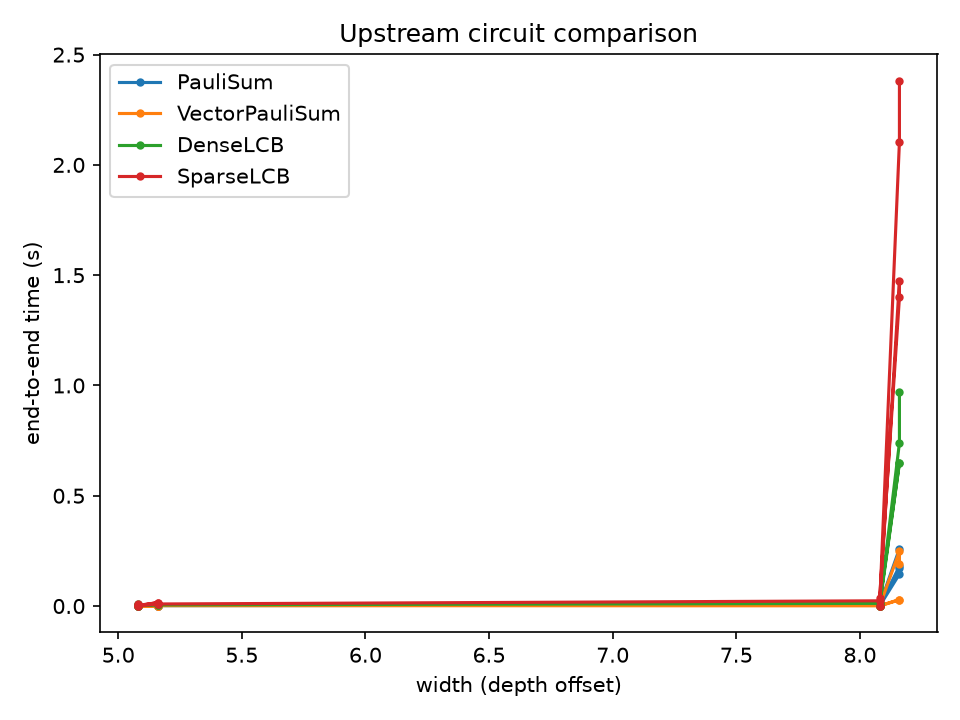 Upstream circuit comparison
2.5
2.0
1.5
1.0
0.5
0.0
end-to-end time (s)
PauliSum
VectorPauliSum
DenseLCB
SparseLCB
5.0 5.5 6.0 6.5 7.0 7.5 8.0
width (depth offset)